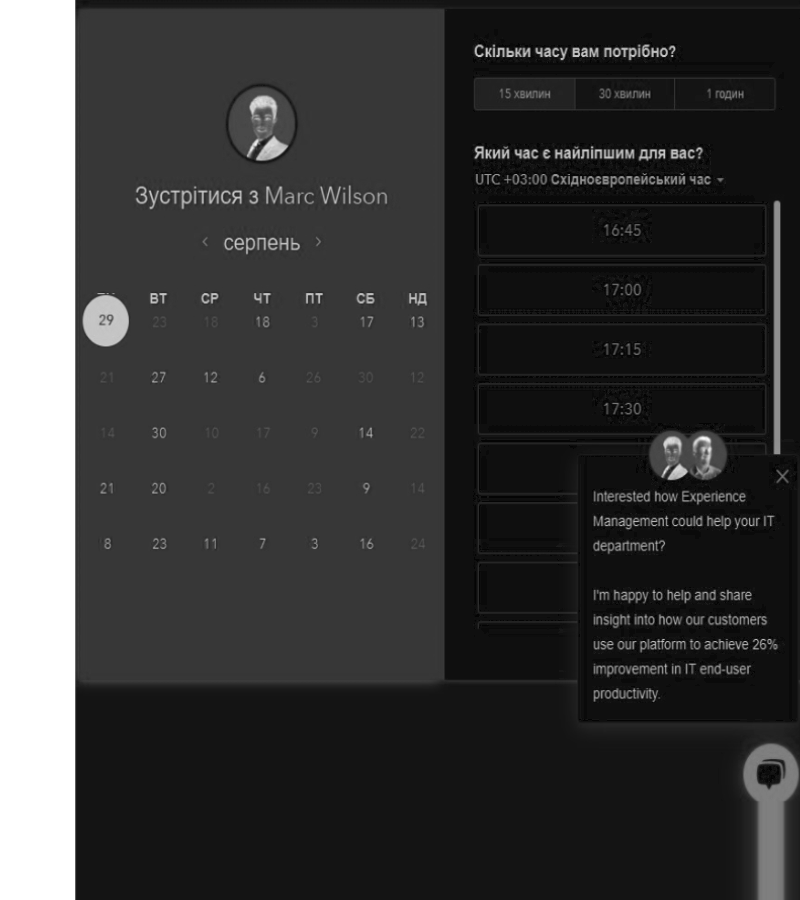 Зустрітися з Marc Wilson
серпень
ВТ СР ЧТ ПТ СБ НД
29 23 18 18 3 17 13
21 27 12 6 26 30 12
14 30 10 17 9 14 22
21 20 2 16 23 9 14
8 23 11 7 3 16 24
Скільки часу вам потрібно?
15 хвилин 30 хвилин 1 годин
Який час є найліпшим для вас?
UTC +03:00 Східноєвропейський час
16:45
17:00
17:15
17:30
Interested how Experience
Management could help your IT
department?
I'm happy to help and share
insight into how our customers
use our platform to achieve 26%
improvement in IT end-user
productivity.